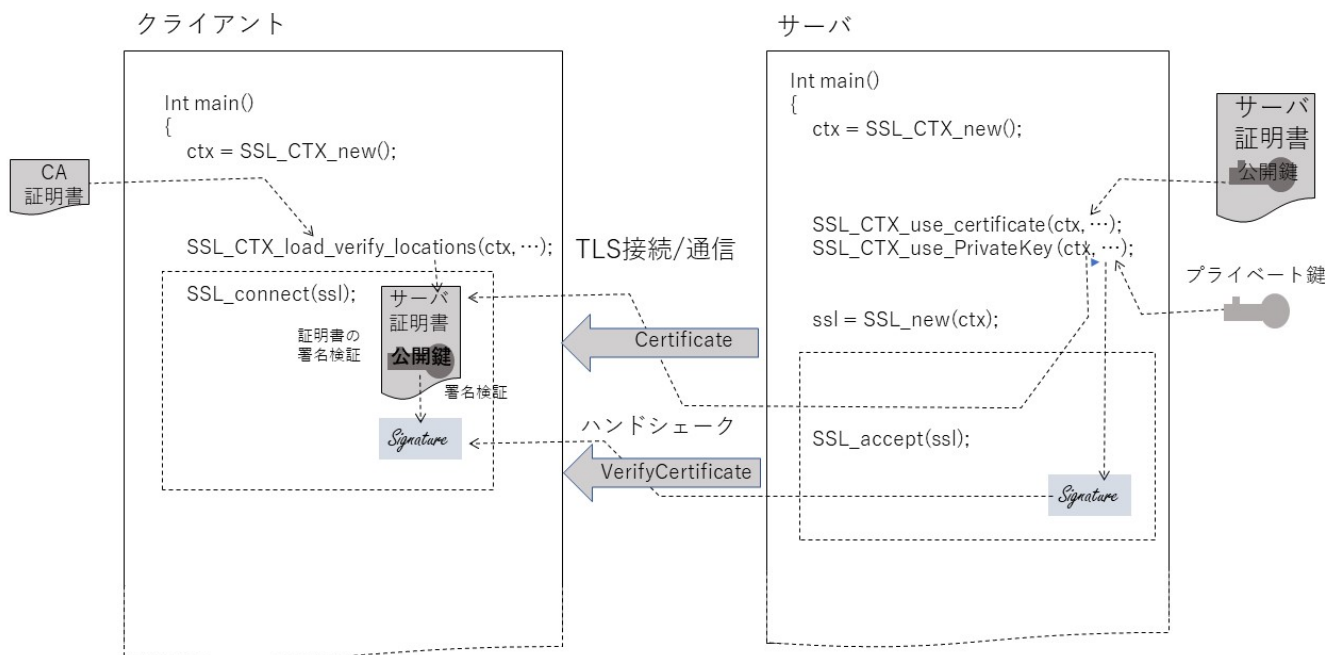 クライアント
サーバ
Int main()
{
ctx = SSL_CTX_new();
CA
証明書
SSL_CTX_load_verify_locations(ctx, …);
SSL_connect(ssl);
サーバ
証明書
公開鍵
証明書の
署名検証
署名検証
Signature
TLS接続/通信
Certificate
ハンドシェーク
VerifyCertificate
Int main()
{
ctx = SSL_CTX_new();
SSL_CTX_use_certificate(ctx, …);
SSL_CTX_use_PrivateKey(ctx, …);
ssl = SSL_new(ctx);
SSL_accept(ssl);
Signature
サーバ
証明書
公開鍵
プライベート鍵